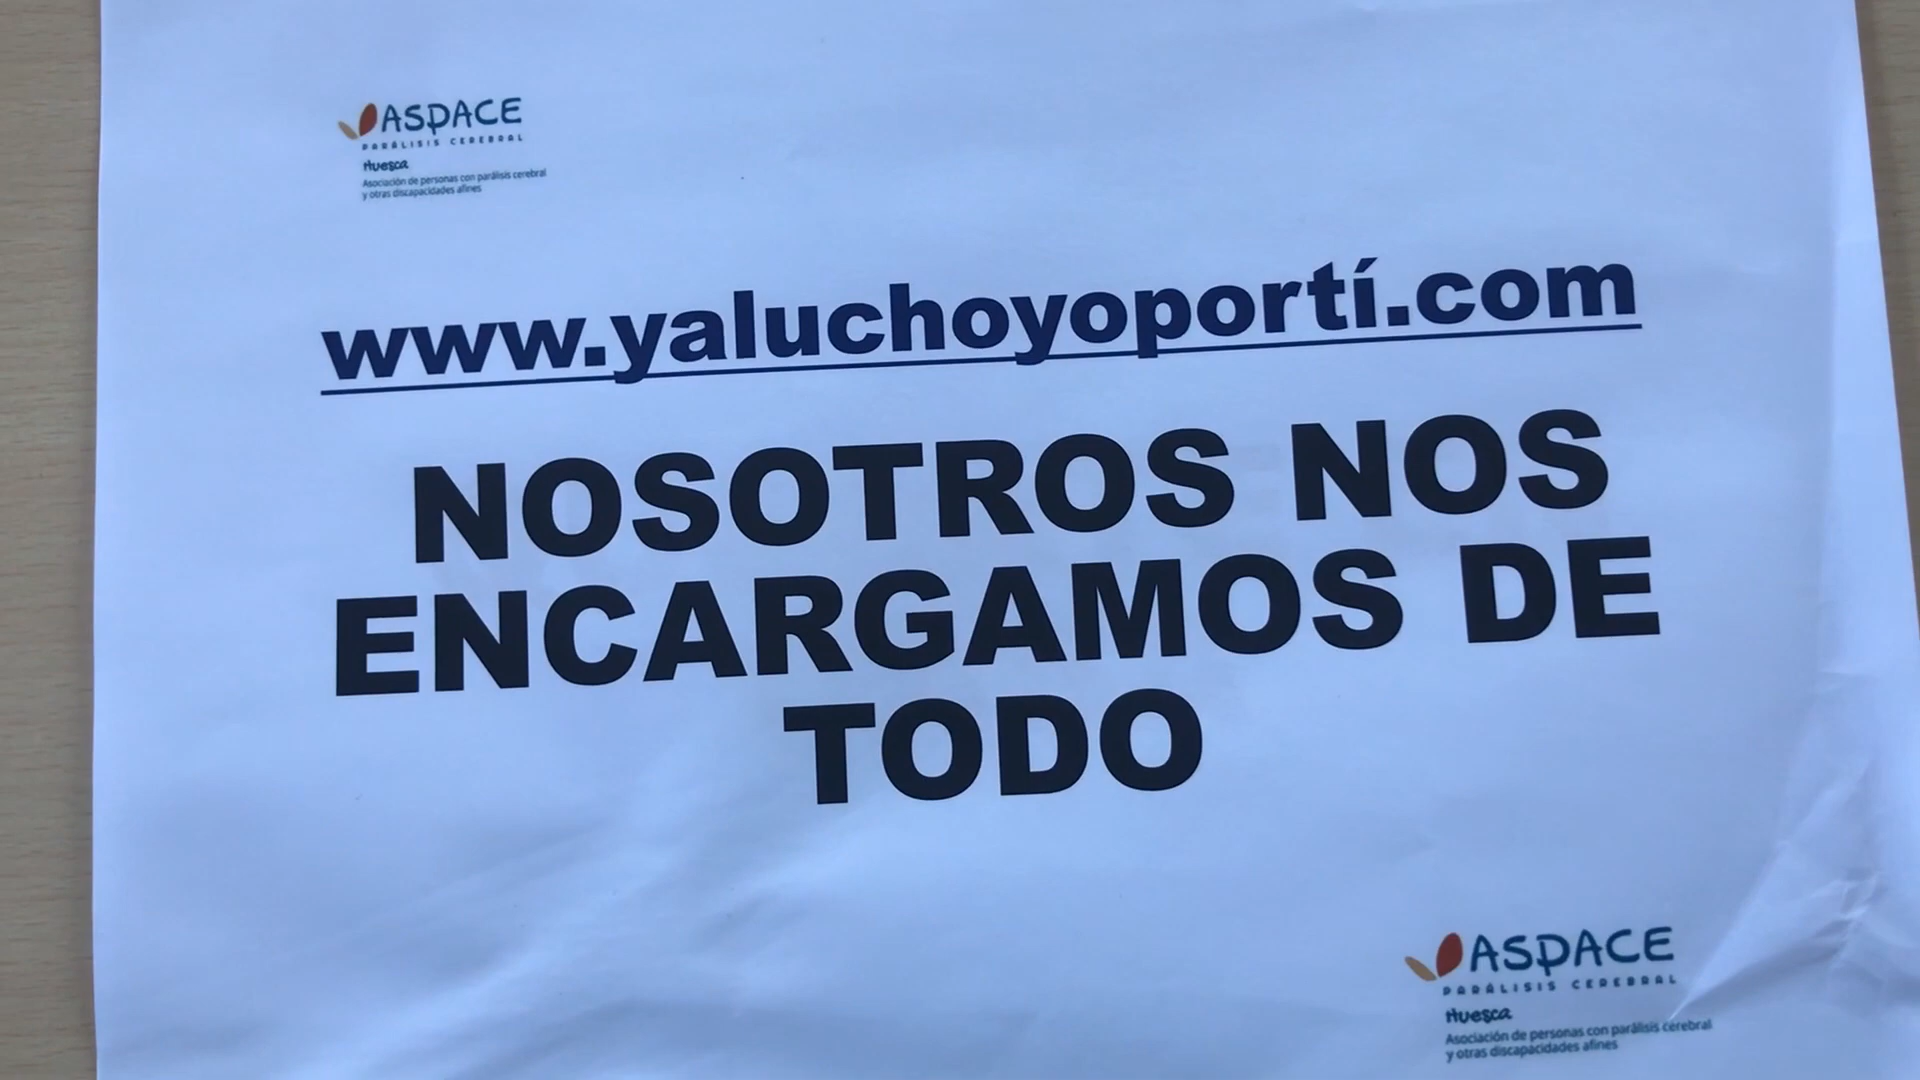 ASPACE
PARÁLISIS CEREBRAL
Huesca
Asociación de personas con parálisis cerebral
y otras discapacidades afines
www.yaluchoyoportí.com
NOSOTROS NOS
ENCARGAMOS DE
TODO
ASPACE
PARÁLISIS CEREBRAL
Huesca
Asociación de personas con parálisis cerebral
y otras discapacidades afines